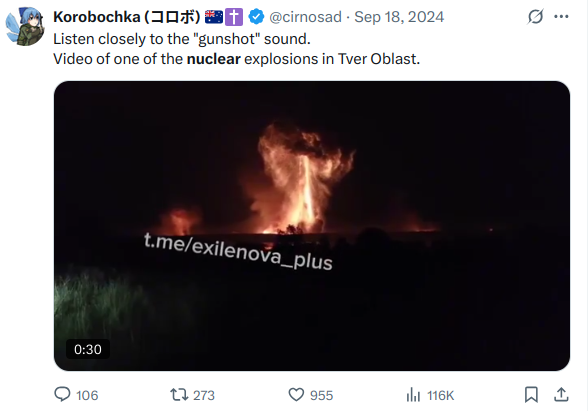 Korobochka (コロボ) 🇦🇺✝️ @cirnosad · Sep 18, 2024
Listen closely to the "gunshot" sound.
Video of one of the nuclear explosions in Tver Oblast.
t.me/exilenova_plus
0:30
106 273 955 116K